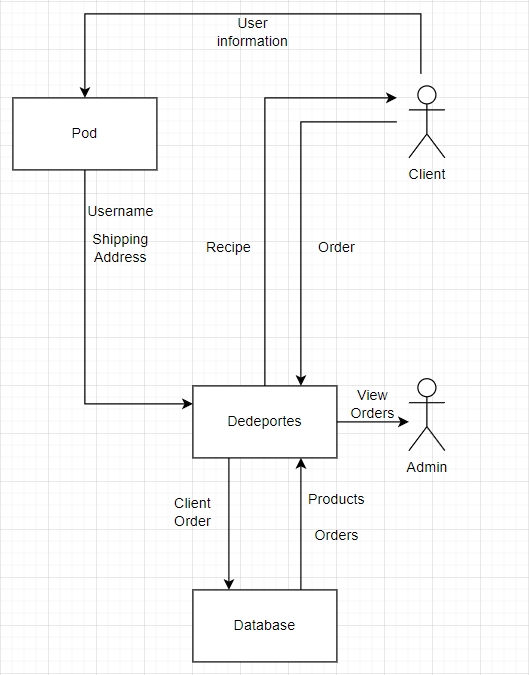 User
information
Pod
Client
Username
Shipping
Address
Recipe
Order
Dedeportes
View
Orders
Admin
Client
Order
Products
Orders
Database